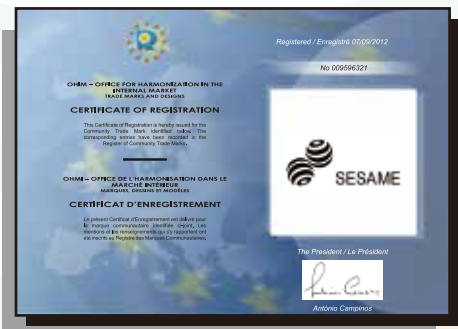 OHIM – OFFICE FOR HARMONIZATION IN THE
INTERNAL MARKET
TRADE MARKS AND DESIGNS
CERTIFICATE OF REGISTRATION
This Certificate of Registration is hereby issued for the
Community Trade Mark identified below. The
corresponding entries have been recorded in the
Register of Community Trade Marks.
OHMI – OFFICE DE L'HARMONISATION DANS LE
MARCHÉ INTÉRIEUR
MARQUES, DESSINS ET MODÈLES
CERTIFICAT D'ENREGISTREMENT
Le présent Certificat d'Enregistrement est délivré pour
la marque communautaire identifiée ci-joint. Les
mentions et les renseignements qui s'y rapportent ont
été inscrits au Registre des Marques Communautaires.
Registered / Enregistré 07/09/2012
No 009596321
SESAME
The President / Le Président
António Campinos